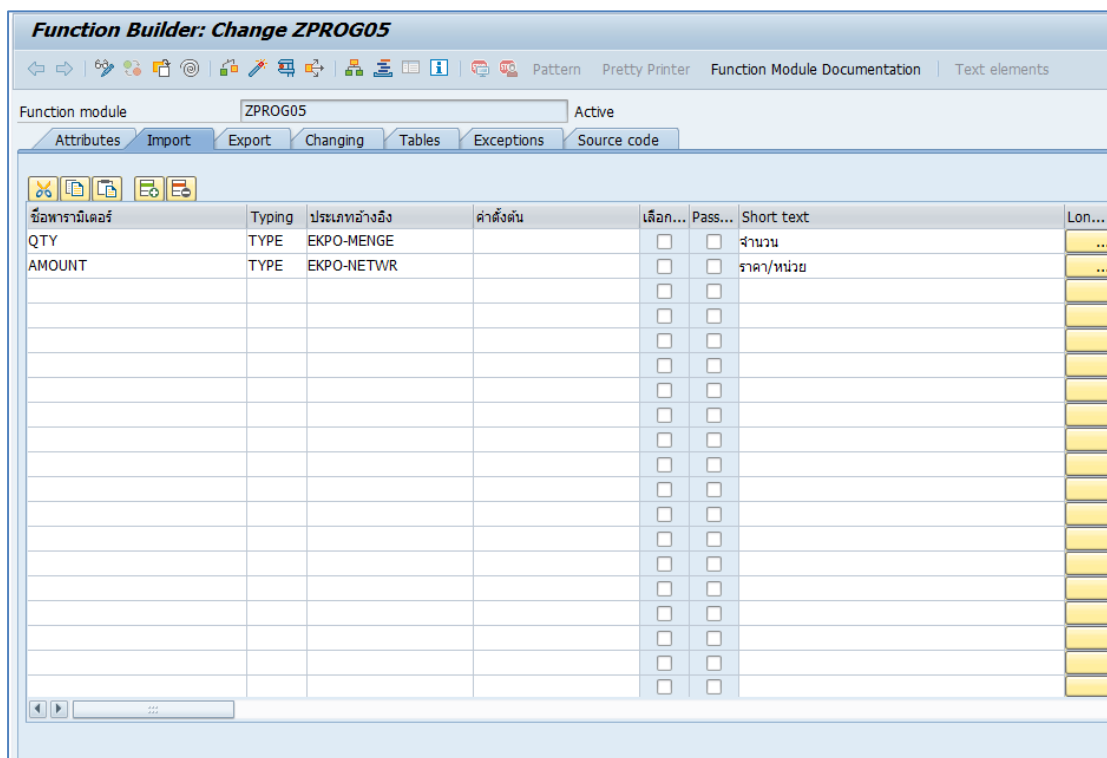 Function Builder: Change ZPROG05
Pattern Pretty Printer Function Module Documentation Text elements
Function module ZPROG05 Active
Attributes Import Export Changing Tables Exceptions Source code
ชื่อพารามิเตอร์ Typing ประเภทอ้างอิง ค่าตั้งต้น เลือก... Pass... Short text Lon...
QTY TYPE EKPO-MENGE จำนวน ...
AMOUNT TYPE EKPO-NETWR ราคา/หน่วย ...